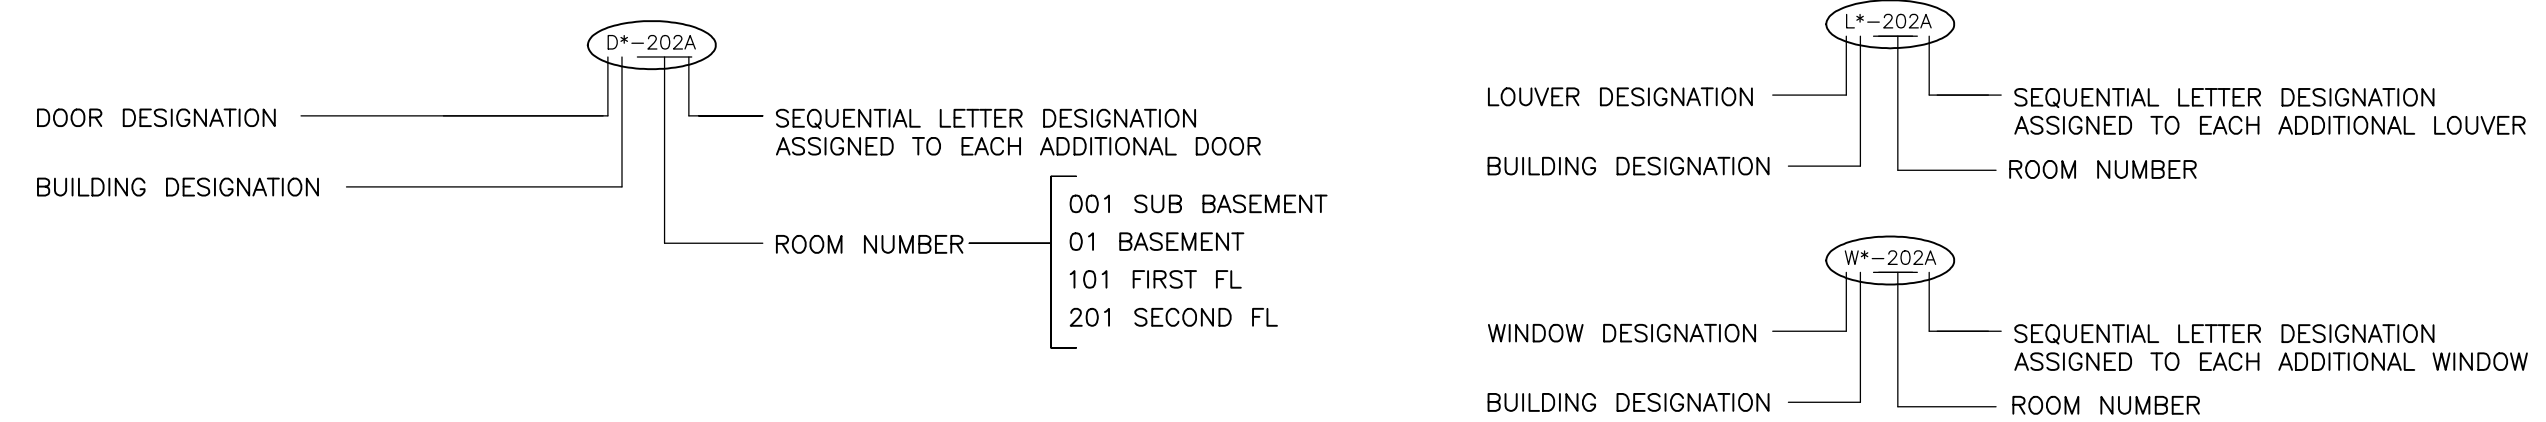 D*-202A
DOOR DESIGNATION
SEQUENTIAL LETTER DESIGNATION
ASSIGNED TO EACH ADDITIONAL DOOR
BUILDING DESIGNATION
ROOM NUMBER
001 SUB BASEMENT
01 BASEMENT
101 FIRST FL
201 SECOND FL
L*-202A
LOUVER DESIGNATION
SEQUENTIAL LETTER DESIGNATION
ASSIGNED TO EACH ADDITIONAL LOUVER
BUILDING DESIGNATION
ROOM NUMBER
W*-202A
WINDOW DESIGNATION
SEQUENTIAL LETTER DESIGNATION
ASSIGNED TO EACH ADDITIONAL WINDOW
BUILDING DESIGNATION
ROOM NUMBER